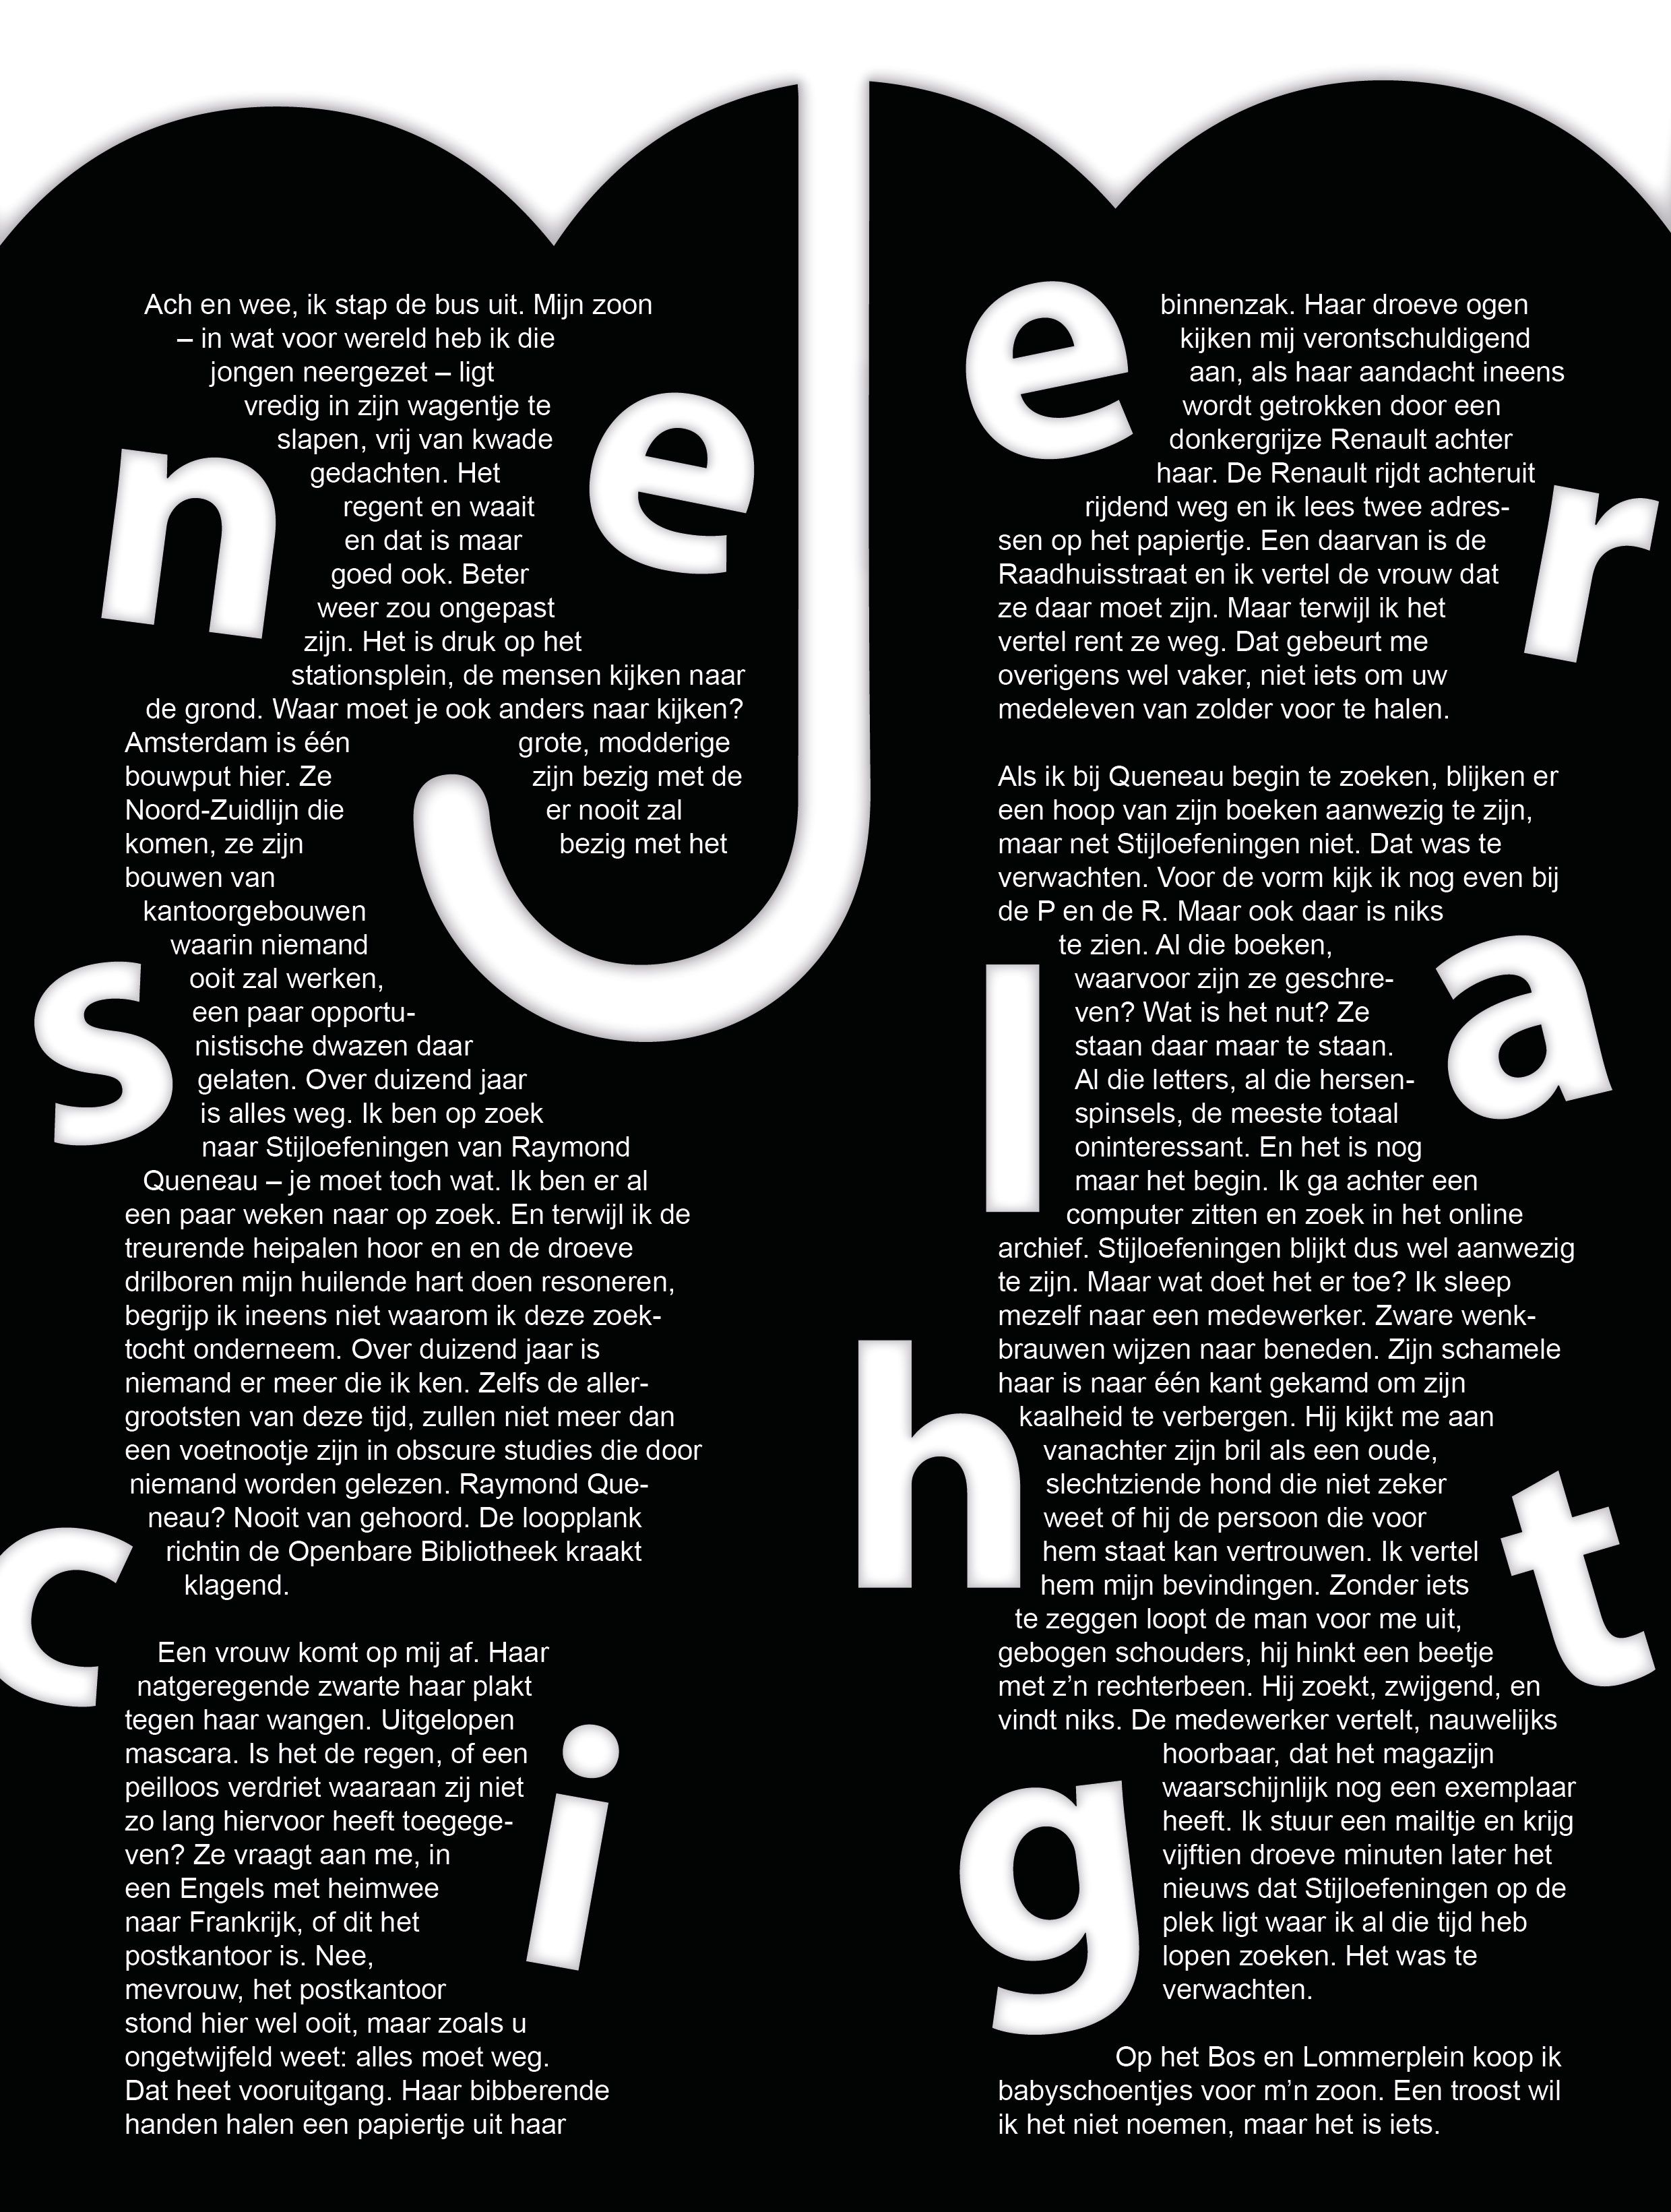 neerslachtig
Ach en wee, ik stap de bus uit. Mijn zoon
– in wat voor wereld heb ik die
jongen neergezet – ligt
vredig in zijn wagentje te
slapen, vrij van kwade
gedachten. Het
regent en waait
en dat is maar
goed ook. Beter
weer zou ongepast
zijn. Het is druk op het
stationsplein, de mensen kijken naar
de grond. Waar moet je ook anders naar kijken?
Amsterdam is één grote, modderige
bouwput hier. Ze zijn bezig met de
Noord-Zuidlijn die er nooit zal
komen, ze zijn bezig met het
bouwen van
kantoorgebouwen
waarin niemand
ooit zal werken,
een paar opportu-
nistische dwazen daar
gelaten. Over duizend jaar
is alles weg. Ik ben op zoek
naar Stijloefeningen van Raymond
Queneau – je moet toch wat. Ik ben er al
een paar weken naar op zoek. En terwijl ik de
treurende heipalen hoor en en de droeve
drilboren mijn huilende hart doen resoneren,
begrijp ik ineens niet waarom ik deze zoek-
tocht onderneem. Over duizend jaar is
niemand er meer die ik ken. Zelfs de aller-
grootsten van deze tijd, zullen niet meer dan
een voetnootje zijn in obscure studies die door
niemand worden gelezen. Raymond Que-
neau? Nooit van gehoord. De loopplank
richtin de Openbare Bibliotheek kraakt
klagend.
Een vrouw komt op mij af. Haar
natgeregende zwarte haar plakt
tegen haar wangen. Uitgelopen
mascara. Is het de regen, of een
peilloos verdriet waaraan zij niet
zo lang hiervoor heeft toegege-
ven? Ze vraagt aan me, in
een Engels met heimwee
naar Frankrijk, of dit het
postkantoor is. Nee,
mevrouw, het postkantoor
stond hier wel ooit, maar zoals u
ongetwijfeld weet: alles moet weg.
Dat heet vooruitgang. Haar bibberende
handen halen een papiertje uit haar
binnenzak. Haar droeve ogen
kijken mij verontschuldigend
aan, als haar aandacht ineens
wordt getrokken door een
donkergrijze Renault achter
haar. De Renault rijdt achteruit
rijdend weg en ik lees twee adres-
sen op het papiertje. Een daarvan is de
Raadhuisstraat en ik vertel de vrouw dat
ze daar moet zijn. Maar terwijl ik het
vertel rent ze weg. Dat gebeurt me
overigens wel vaker, niet iets om uw
medeleven van zolder voor te halen.
Als ik bij Queneau begin te zoeken, blijken er
een hoop van zijn boeken aanwezig te zijn,
maar net Stijloefeningen niet. Dat was te
verwachten. Voor de vorm kijk ik nog even bij
de P en de R. Maar ook daar is niks
te zien. Al die boeken,
waarvoor zijn ze geschre-
ven? Wat is het nut? Ze
staan daar maar te staan.
Al die letters, al die hersen-
spinsels, de meeste totaal
oninteressant. En het is nog
maar het begin. Ik ga achter een
computer zitten en zoek in het online
archief. Stijloefeningen blijkt dus wel aanwezig
te zijn. Maar wat doet het er toe? Ik sleep
mezelf naar een medewerker. Zware wenk-
brauwen wijzen naar beneden. Zijn schamele
haar is naar één kant gekamd om zijn
kaalheid te verbergen. Hij kijkt me aan
vanachter zijn bril als een oude,
slechtziende hond die niet zeker
weet of hij de persoon die voor
hem staat kan vertrouwen. Ik vertel
hem mijn bevindingen. Zonder iets
te zeggen loopt de man voor me uit,
gebogen schouders, hij hinkt een beetje
met z’n rechterbeen. Hij zoekt, zwijgend, en
vindt niks. De medewerker vertelt, nauwelijks
hoorbaar, dat het magazijn
waarschijnlijk nog een exemplaar
heeft. Ik stuur een mailtje en krijg
vijftien droeve minuten later het
nieuws dat Stijloefeningen op de
plek ligt waar ik al die tijd heb
lopen zoeken. Het was te
verwachten.
Op het Bos en Lommerplein koop ik
babyschoentjes voor m’n zoon. Een troost wil
ik het niet noemen, maar het is iets.